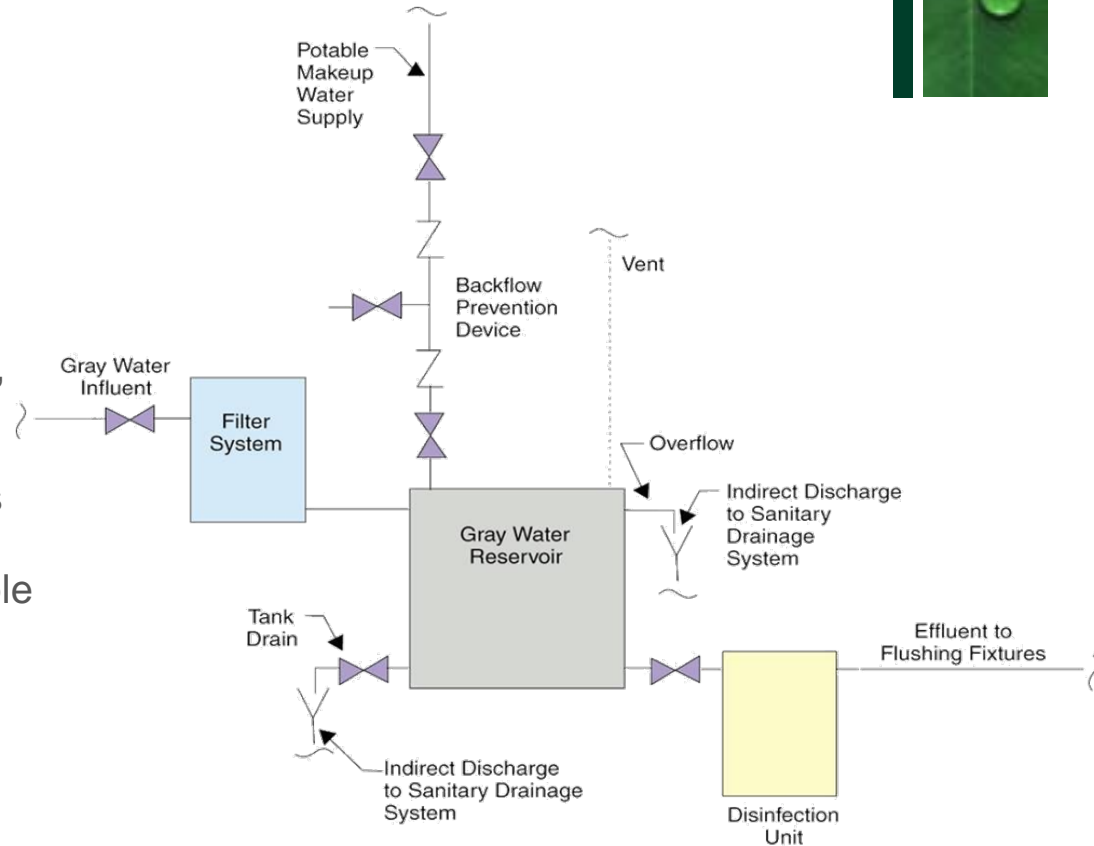 Potable
Makeup
Water
Supply
Vent
Backflow
Prevention
Device
Gray Water
Influent
Filter
System
Overflow
Indirect Discharge
to Sanitary
Drainage
System
Gray Water
Reservoir
Tank
Drain
Effluent to
Flushing Fixtures
Indirect Discharge
to Sanitary Drainage
System
Disinfection
Unit